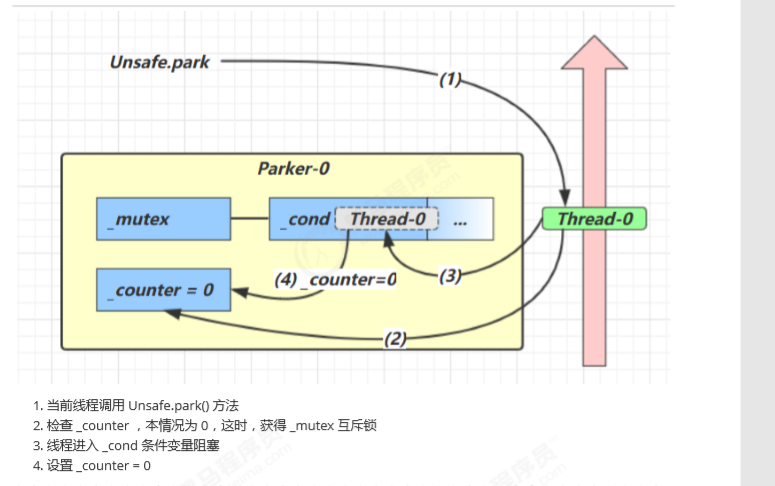 Unsafe.park
(1)
Parker-0
_mutex
_cond
Thread-0
...
Thread-0
_counter = 0
(4) _counter=0
(3)
(2)
1. 当前线程调用 Unsafe.park() 方法
2. 检查 _counter ，本情况为 0，这时，获得 _mutex 互斥锁
3. 线程进入 _cond 条件变量阻塞
4. 设置 _counter = 0